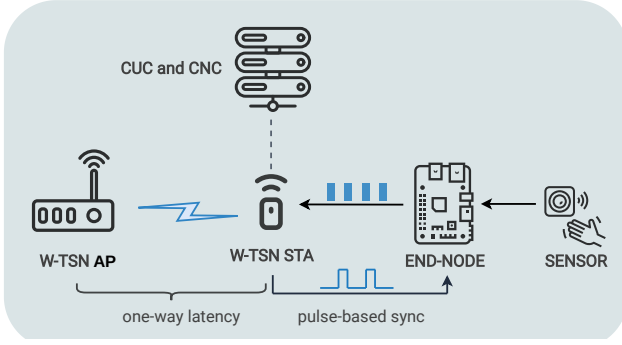 CUC and CNC
W-TSN AP
W-TSN STA
END-NODE
SENSOR
one-way latency
pulse-based sync